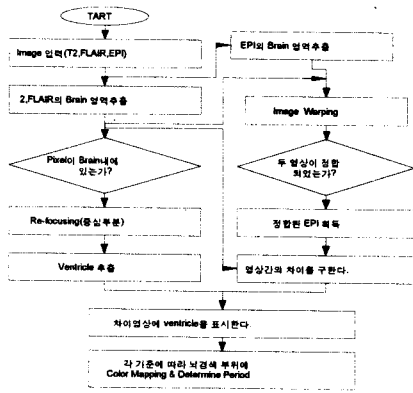 TART
Image 입력(T2,FLAIR,EPI)
EPI의 Brain 영역추출
2,FLAIR의 Brain 영역추출
Image Warping
Pixel이 Brain내에
있는가?
두 영상이 정합
되었는가?
Re-focusing(중심부분)
정합된 EPI 획득
Ventricle 추출
영상간의 차이를 구한다.
차이영상에 ventricle를 표시한다.
각 기준에 따라 뇌경색 부위에
Color Mapping & Determine Period